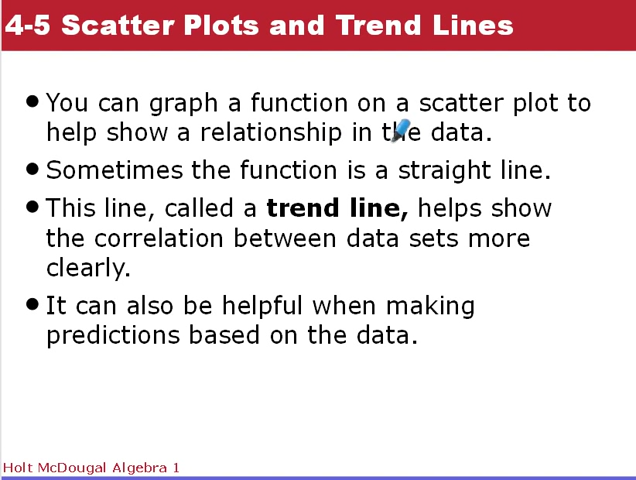 4-5 Scatter Plots and Trend Lines
● You can graph a function on a scatter plot to
help show a relationship in the data.
● Sometimes the function is a straight line.
● This line, called a trend line, helps show
the correlation between data sets more
clearly.
● It can also be helpful when making
predictions based on the data.
Holt McDougal Algebra 1